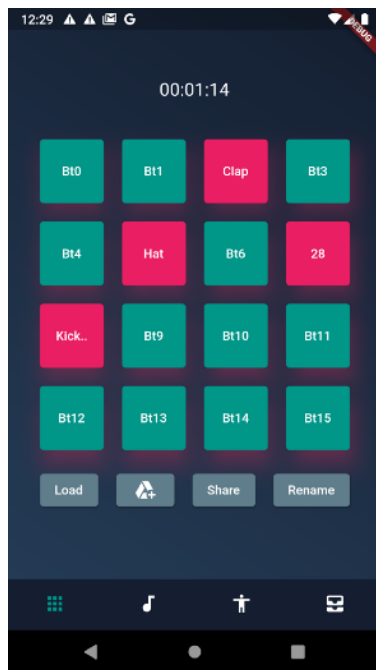 12:29 G
DEBUG
00:01:14
Bt0 Bt1 Clap Bt3
Bt4 Hat Bt6 28
Kick.. Bt9 Bt10 Bt11
Bt12 Bt13 Bt14 Bt15
Load Share Rename